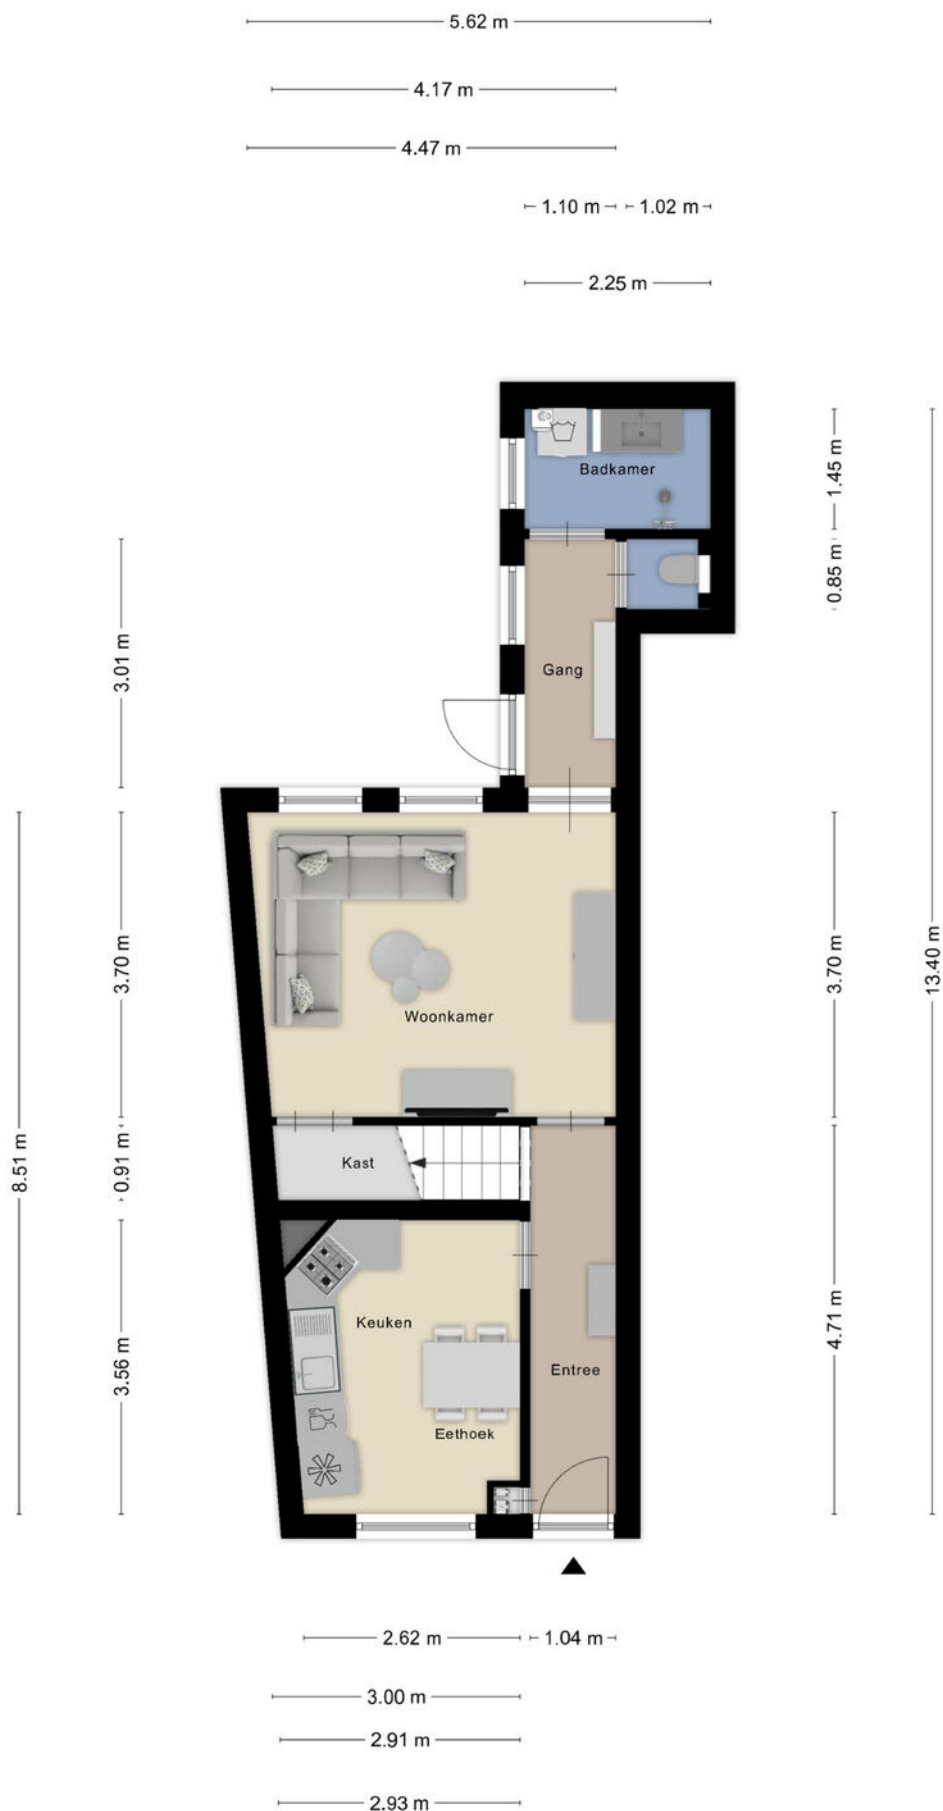 5.62 m
4.17 m
4.47 m
1.10 m
1.02 m
2.25 m
Badkamer
1.45 m
0.85 m
3.01 m
Gang
3.70 m
3.70 m
13.40 m
Woonkamer
8.51 m
0.91 m
Kast
Keuken
4.71 m
3.56 m
Entree
Eethoek
2.62 m
1.04 m
3.00 m
2.91 m
2.93 m